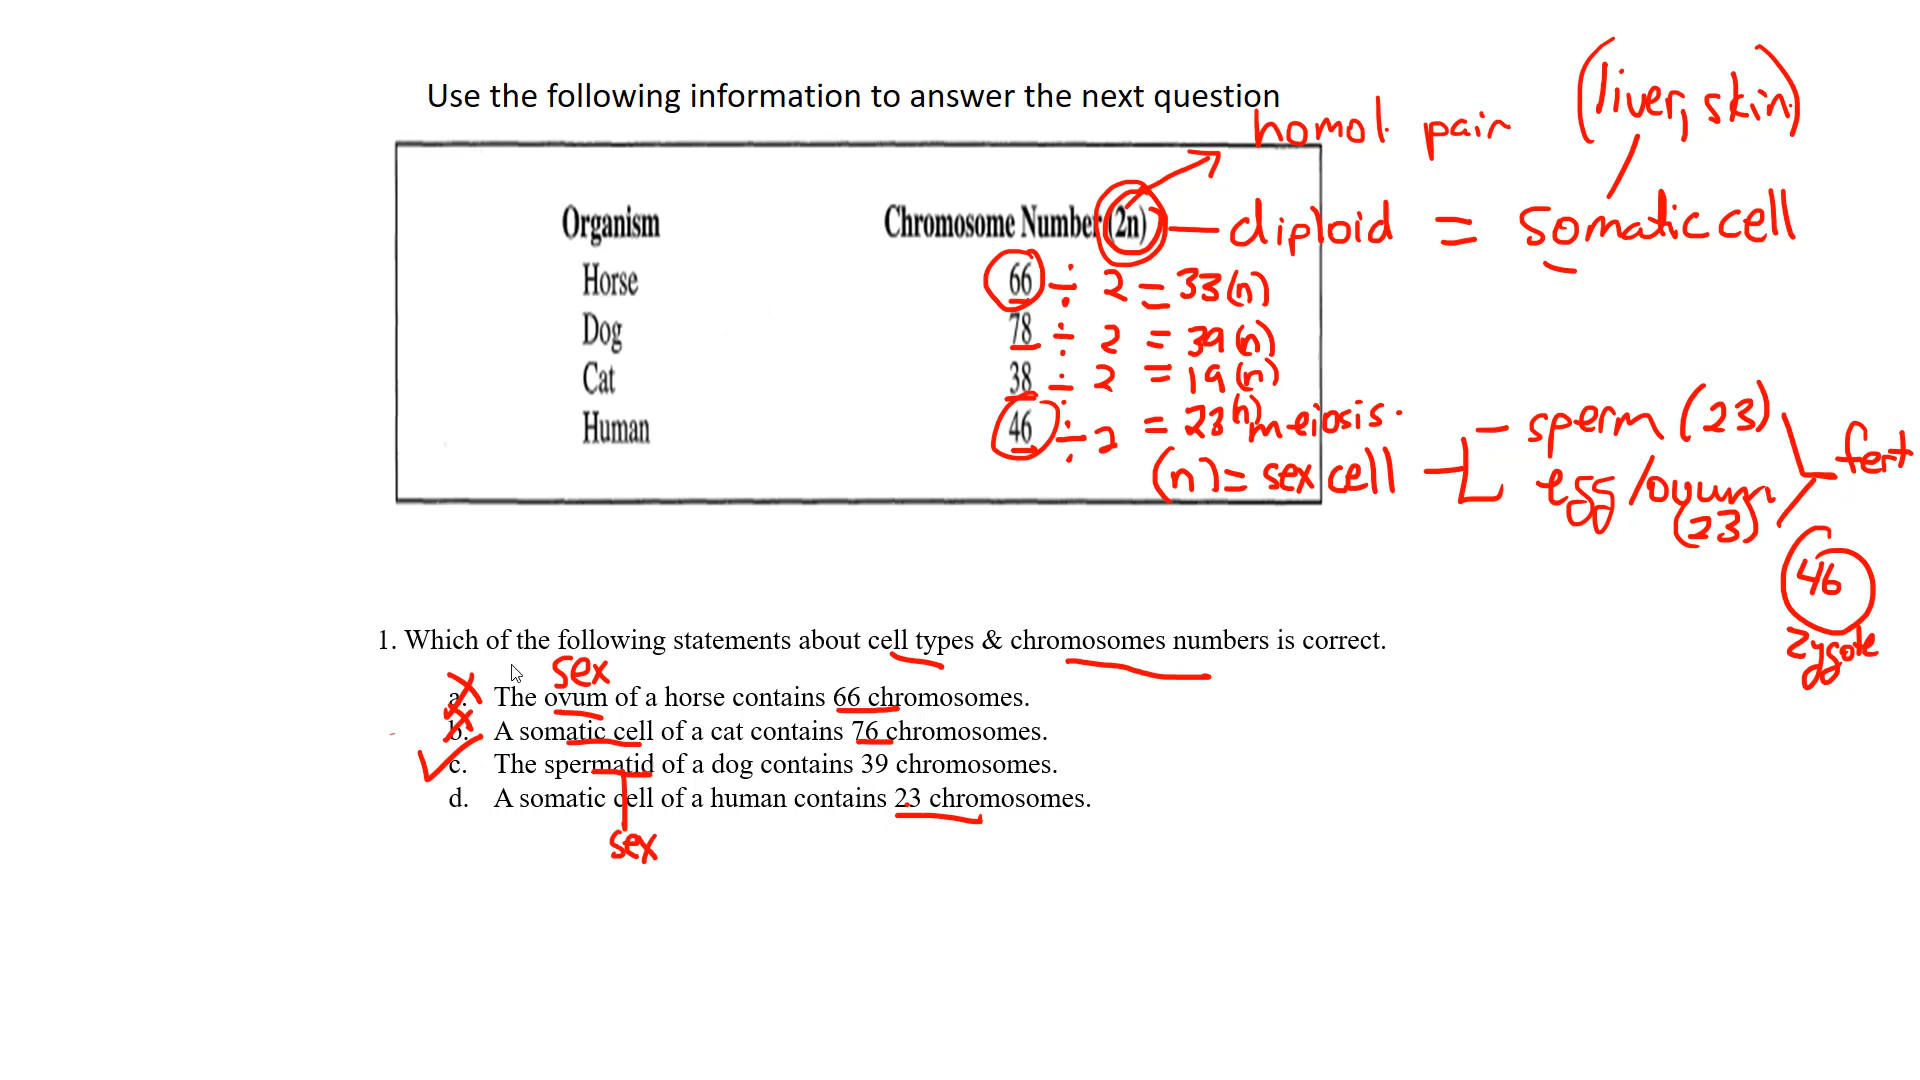 (liver, skin)
Use the following information to answer the next question
homol. pair
Organism Chromosome Number (2n) — diploid = somatic cell
Horse 66 ÷ 2 = 33 (n)
Dog 78 ÷ 2 = 39 (n)
Cat 38 ÷ 2 = 19 (n)
Human 46 ÷ 2 = 23 (n) meiosis. – sperm (23) fert
(n) = sex cell egg/ovum
(23)
46
zygote
1. Which of the following statements about cell types & chromosomes numbers is correct.
sex
a. The ovum of a horse contains 66 chromosomes.
b. A somatic cell of a cat contains 76 chromosomes.
c. The spermatid of a dog contains 39 chromosomes.
d. A somatic cell of a human contains 23 chromosomes.
sex